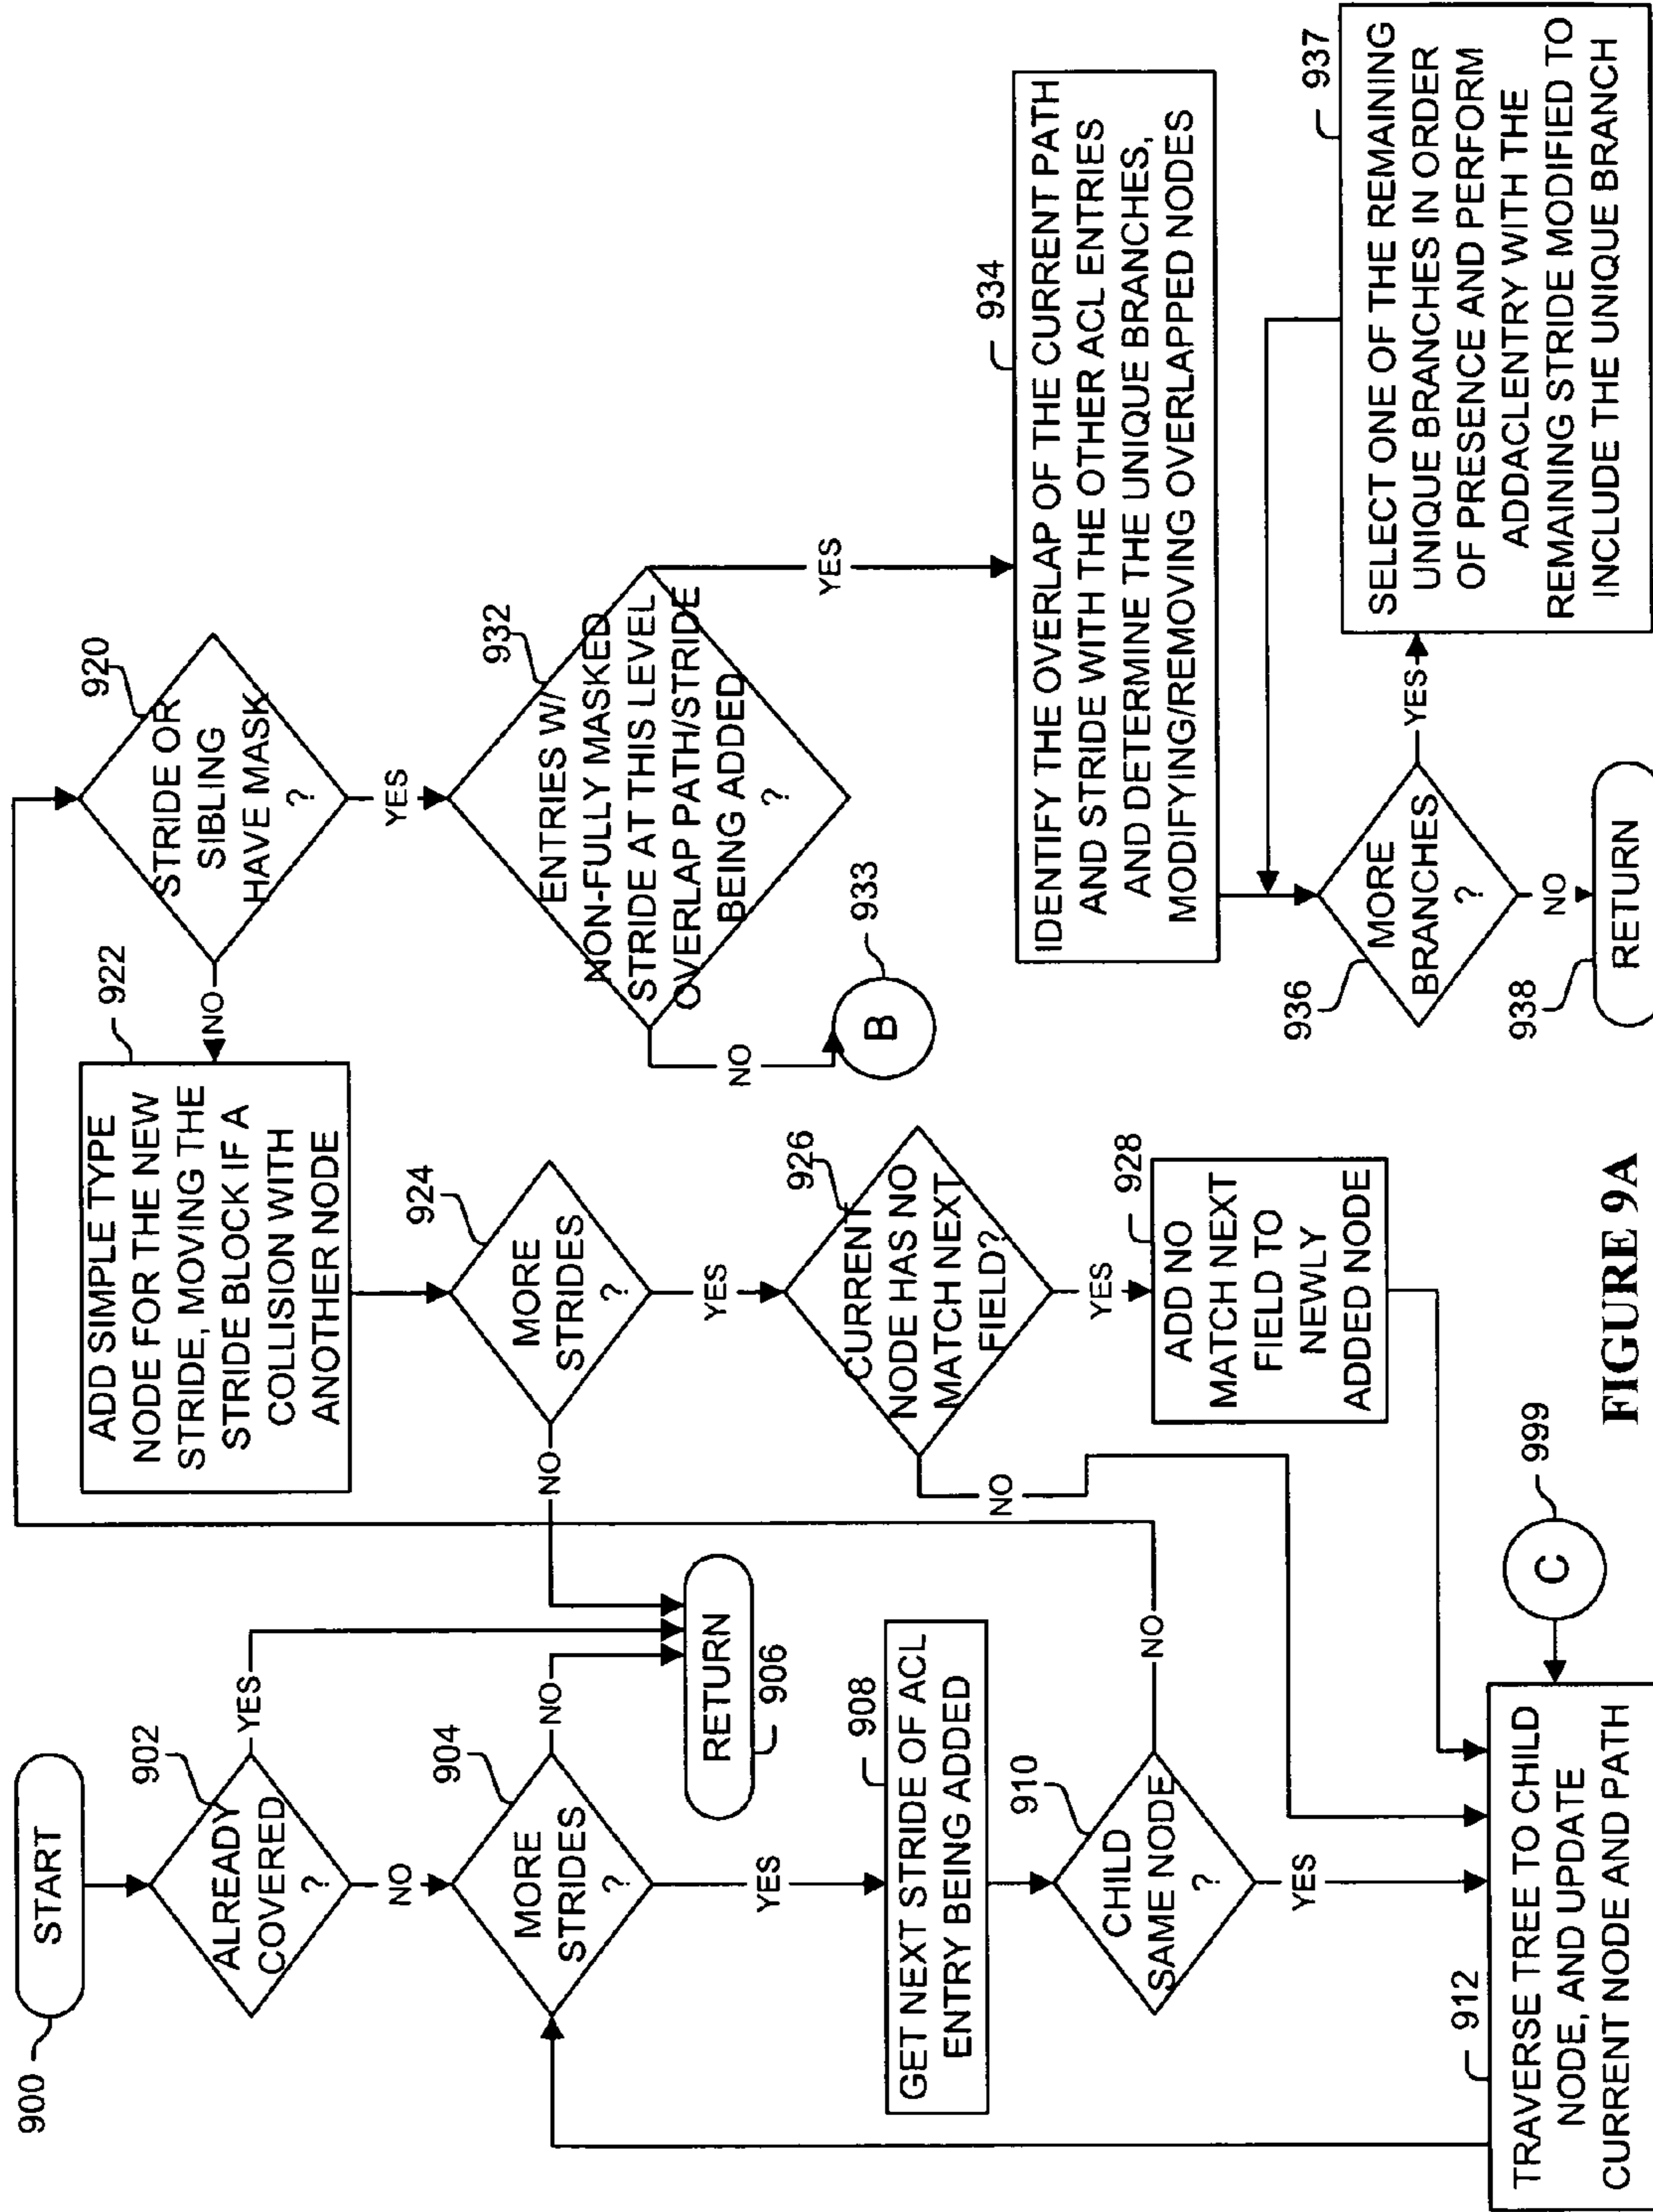 900
START
902
ALREADY
COVERED
?
YES
NO
904
MORE
STRIDES
?
NO
YES
RETURN
906
908
GET NEXT STRIDE OF ACL
ENTRY BEING ADDED
910
CHILD
SAME NODE
?
NO
YES
912
TRAVERSE TREE TO CHILD
NODE, AND UPDATE
CURRENT NODE AND PATH
C
999
920
STRIDE OR
SIBLING
HAVE MASK
?
NO
YES
922
ADD SIMPLE TYPE
NODE FOR THE NEW
STRIDE, MOVING THE
STRIDE BLOCK IF A
COLLISION WITH
ANOTHER NODE
924
MORE
STRIDES
?
NO
YES
926
CURRENT
NODE HAS NO
MATCH NEXT
FIELD?
NO
YES
928
ADD NO
MATCH NEXT
FIELD TO
NEWLY
ADDED NODE
932
ENTRIES W/
NON-FULLY MASKED
STRIDE AT THIS LEVEL
OVERLAP PATH/STRIDE
BEING ADDED
?
NO
B
933
YES
934
IDENTIFY THE OVERLAP OF THE CURRENT PATH
AND STRIDE WITH THE OTHER ACL ENTRIES
AND DETERMINE THE UNIQUE BRANCHES,
MODIFYING/REMOVING OVERLAPPED NODES
936
MORE
BRANCHES
?
YES
NO
937
SELECT ONE OF THE REMAINING
UNIQUE BRANCHES IN ORDER
OF PRESENCE AND PERFORM
ADDACLENTRY WITH THE
REMAINING STRIDE MODIFIED TO
INCLUDE THE UNIQUE BRANCH
938
RETURN
FIGURE 9A